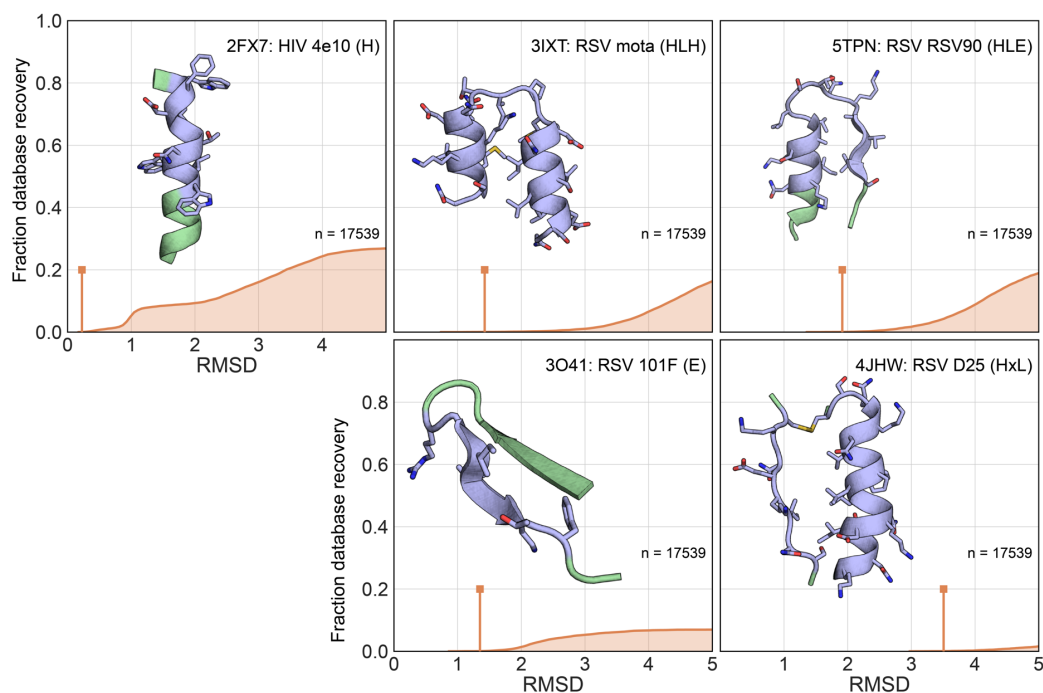 1.0
0.8
0.6
0.4
0.2
0.0
Fraction database recovery
2FX7: HIV 4e10 (H)
n = 17539
0 1 2 3 4
RMSD
3IXT: RSV mota (HLH)
n = 17539
5TPN: RSV RSV90 (HLE)
n = 17539
0.8
0.6
0.4
0.2
0.0
Fraction database recovery
3O41: RSV 101F (E)
n = 17539
0 1 2 3 4 5
RMSD
4JHW: RSV D25 (HxL)
n = 17539
1 2 3 4 5
RMSD